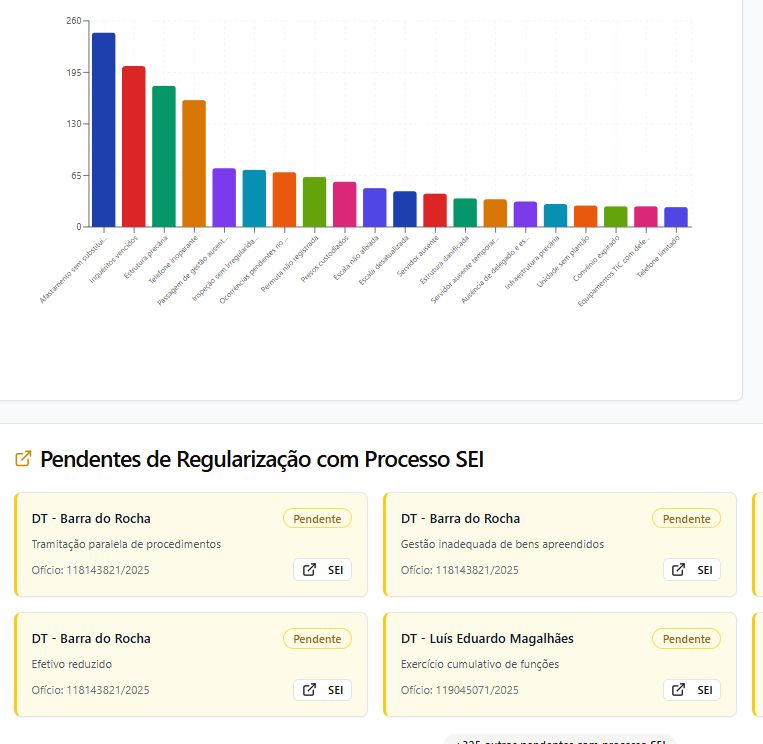 260
195
130
65
0
Afastamento sem substitui...
Inquéritos vencidos
Estrutura precária
Telefone inoperante
Passagem de gestão ausent...
Inspeção sem irregularida...
Ocorrências pendentes no ...
Permuta não registrada
Presos custodiados
Escala não afixada
Escala desatualizada
Servidor ausente
Estrutura danificada
Servidor ausente temporar...
Ausência de delegado e es...
Infraestrutura precária
Unidade sem plantão
Convênio expirado
Equipamentos TIC com defe...
Telefone limitado
Pendentes de Regularização com Processo SEI
DT - Barra do Rocha Pendente
Tramitação paralela de procedimentos
Ofício: 118143821/2025 SEI
DT - Barra do Rocha Pendente
Gestão inadequada de bens apreendidos
Ofício: 118143821/2025 SEI
DT - Barra do Rocha Pendente
Efetivo reduzido
Ofício: 118143821/2025 SEI
DT - Luís Eduardo Magalhães Pendente
Exercício cumulativo de funções
Ofício: 119045071/2025 SEI
outros pendentes com processo SEI